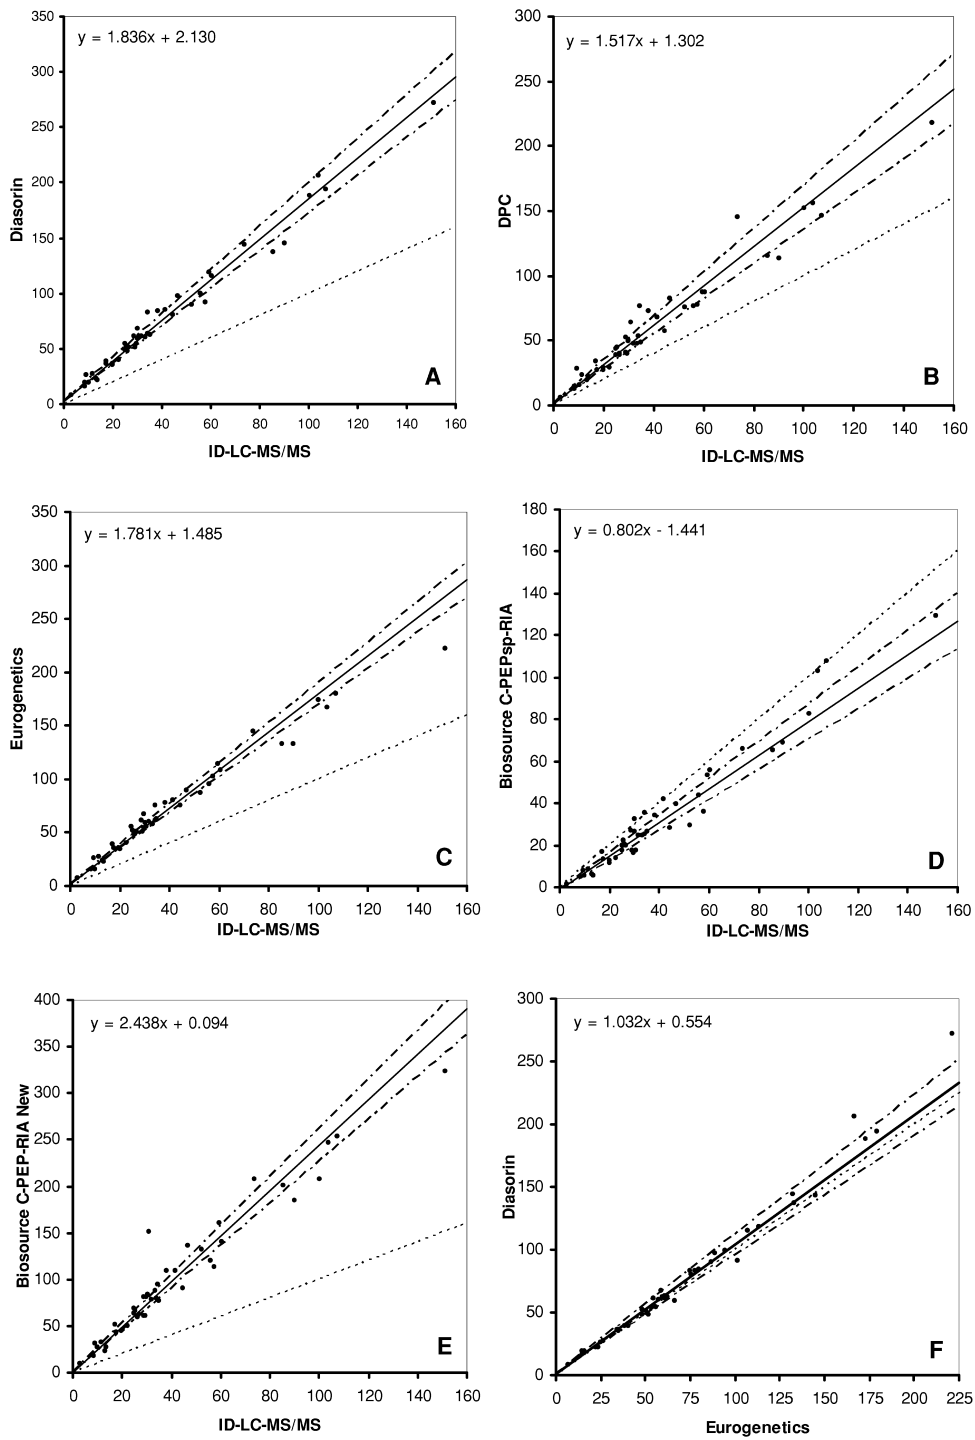 350
300
250
200
150
100
50
0
Diasorin
y = 1.836x + 2.130
A
0 20 40 60 80 100 120 140 160
ID-LC-MS/MS
300
250
200
150
100
50
0
DPC
y = 1.517x + 1.302
B
0 20 40 60 80 100 120 140 160
ID-LC-MS/MS
350
300
250
200
150
100
50
0
Eurogenetics
y = 1.781x + 1.485
C
0 20 40 60 80 100 120 140 160
ID-LC-MS/MS
180
160
140
120
100
80
60
40
20
0
Biosource C-PEPsp-RIA
y = 0.802x - 1.441
D
0 20 40 60 80 100 120 140 160
ID-LC-MS/MS
400
350
300
250
200
150
100
50
0
Biosource C-PEP-RIA New
y = 2.438x + 0.094
E
0 20 40 60 80 100 120 140 160
ID-LC-MS/MS
300
250
200
150
100
50
0
Diasorin
y = 1.032x + 0.554
F
0 25 50 75 100 125 150 175 200 225
Eurogenetics